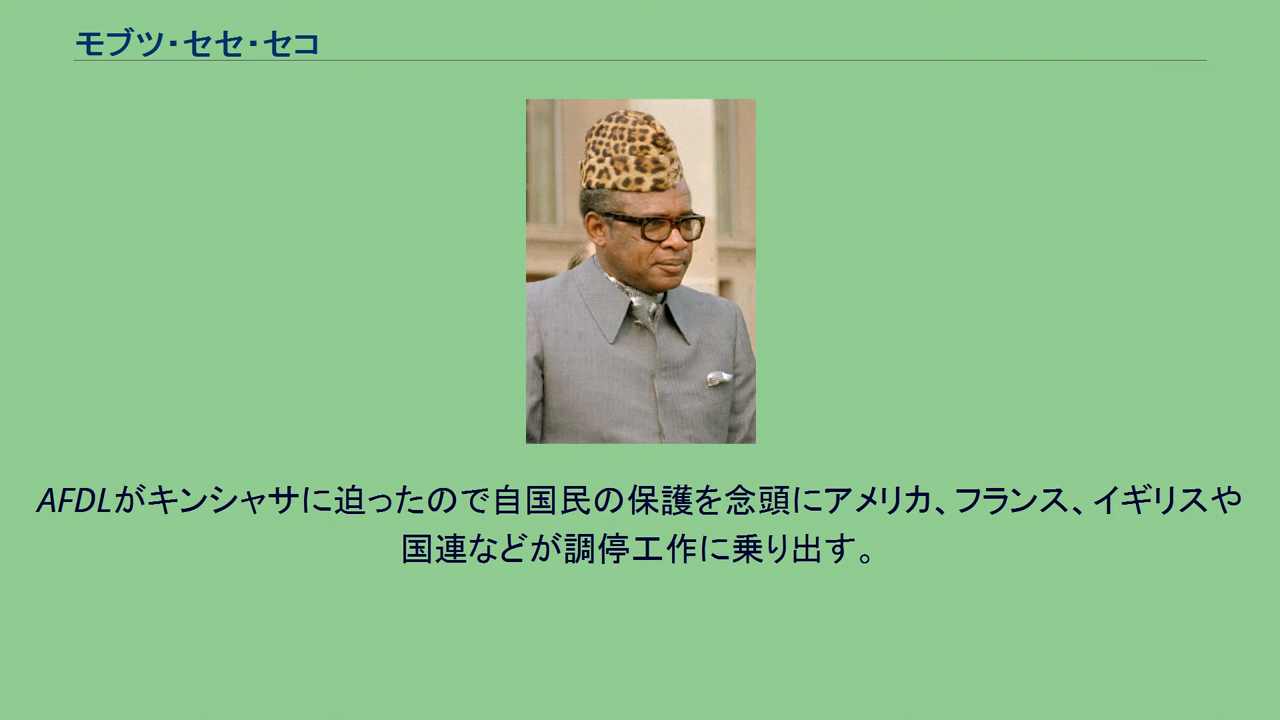 モブツ・セセ・セコ
AFDLがキンシャサに迫ったので自国民の保護を念頭にアメリカ、フランス、イギリスや
国連などが調停工作に乗り出す。